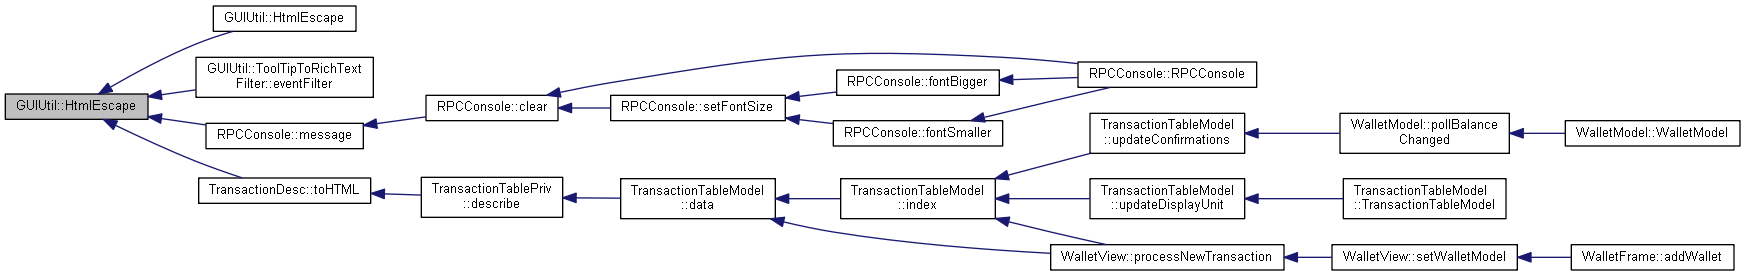 GUIUtil::HtmlEscape
GUIUtil::HtmlEscape
GUIUtil::ToolTipToRichText
Filter::eventFilter
RPCConsole::message
TransactionDesc::toHTML
RPCConsole::clear
TransactionTablePriv
::describe
RPCConsole::setFontSize
TransactionTableModel
::data
RPCConsole::fontBigger
RPCConsole::fontSmaller
TransactionTableModel
::index
RPCConsole::RPCConsole
TransactionTableModel
::updateConfirmations
TransactionTableModel
::updateDisplayUnit
WalletView::processNewTransaction
WalletModel::pollBalance
Changed
TransactionTableModel
::TransactionTableModel
WalletView::setWalletModel
WalletModel::WalletModel
WalletFrame::addWallet